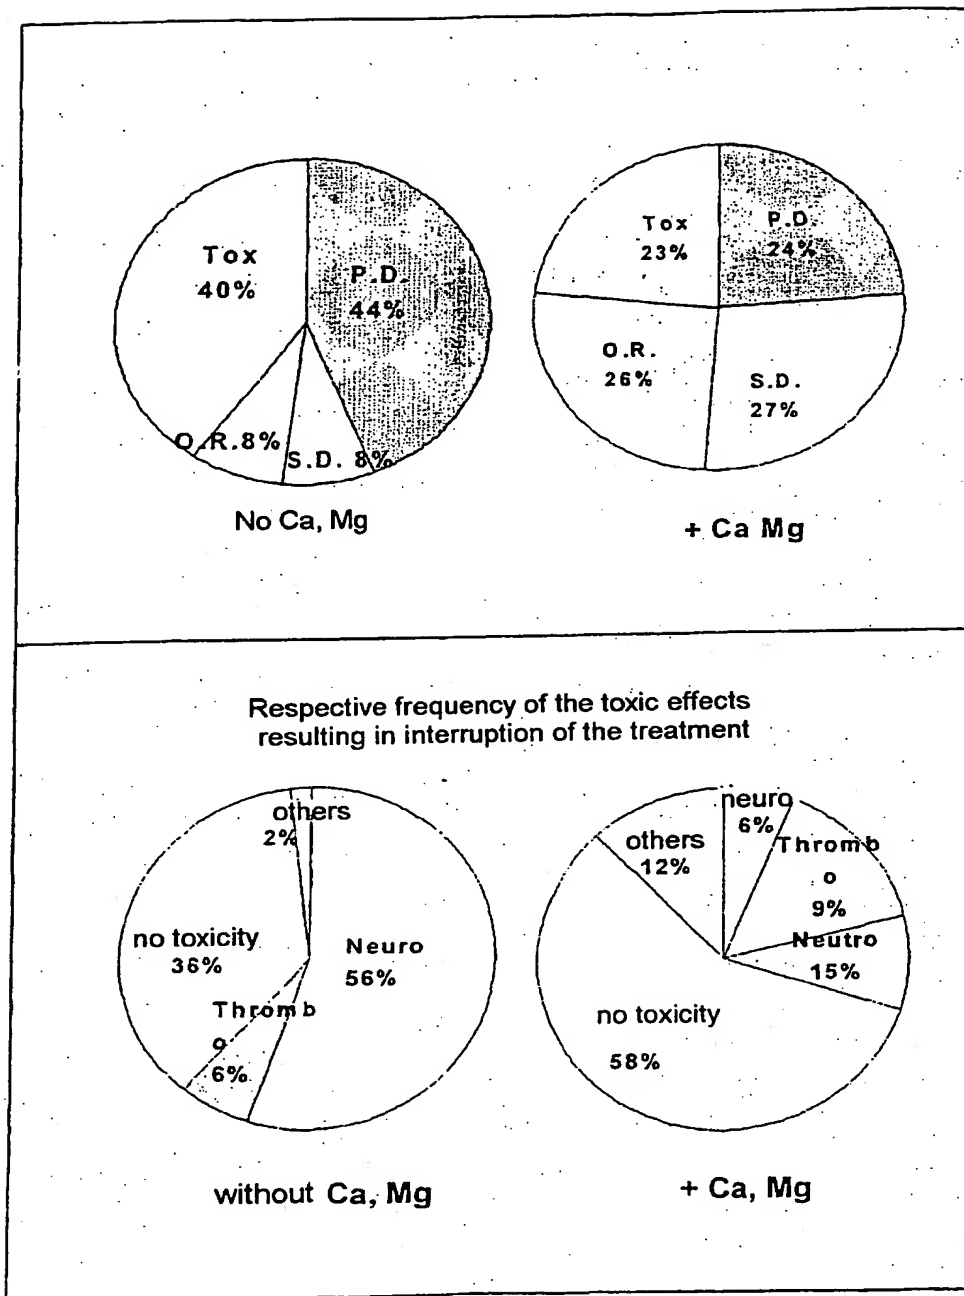 Tox
40%
P.D.
44%
O.R.8%
S.D. 8%
No Ca, Mg
Tox
23%
P.D.
24%
O.R.
26%
S.D.
27%
+ Ca Mg
Respective frequency of the toxic effects
resulting in interruption of the treatment
others
2%
no toxicity
36%
Neuro
56%
Thromb
o
6%
without Ca, Mg
neuro
6%
others
12%
Thromb
o
9%
Neutro
15%
no toxicity
58%
+ Ca, Mg